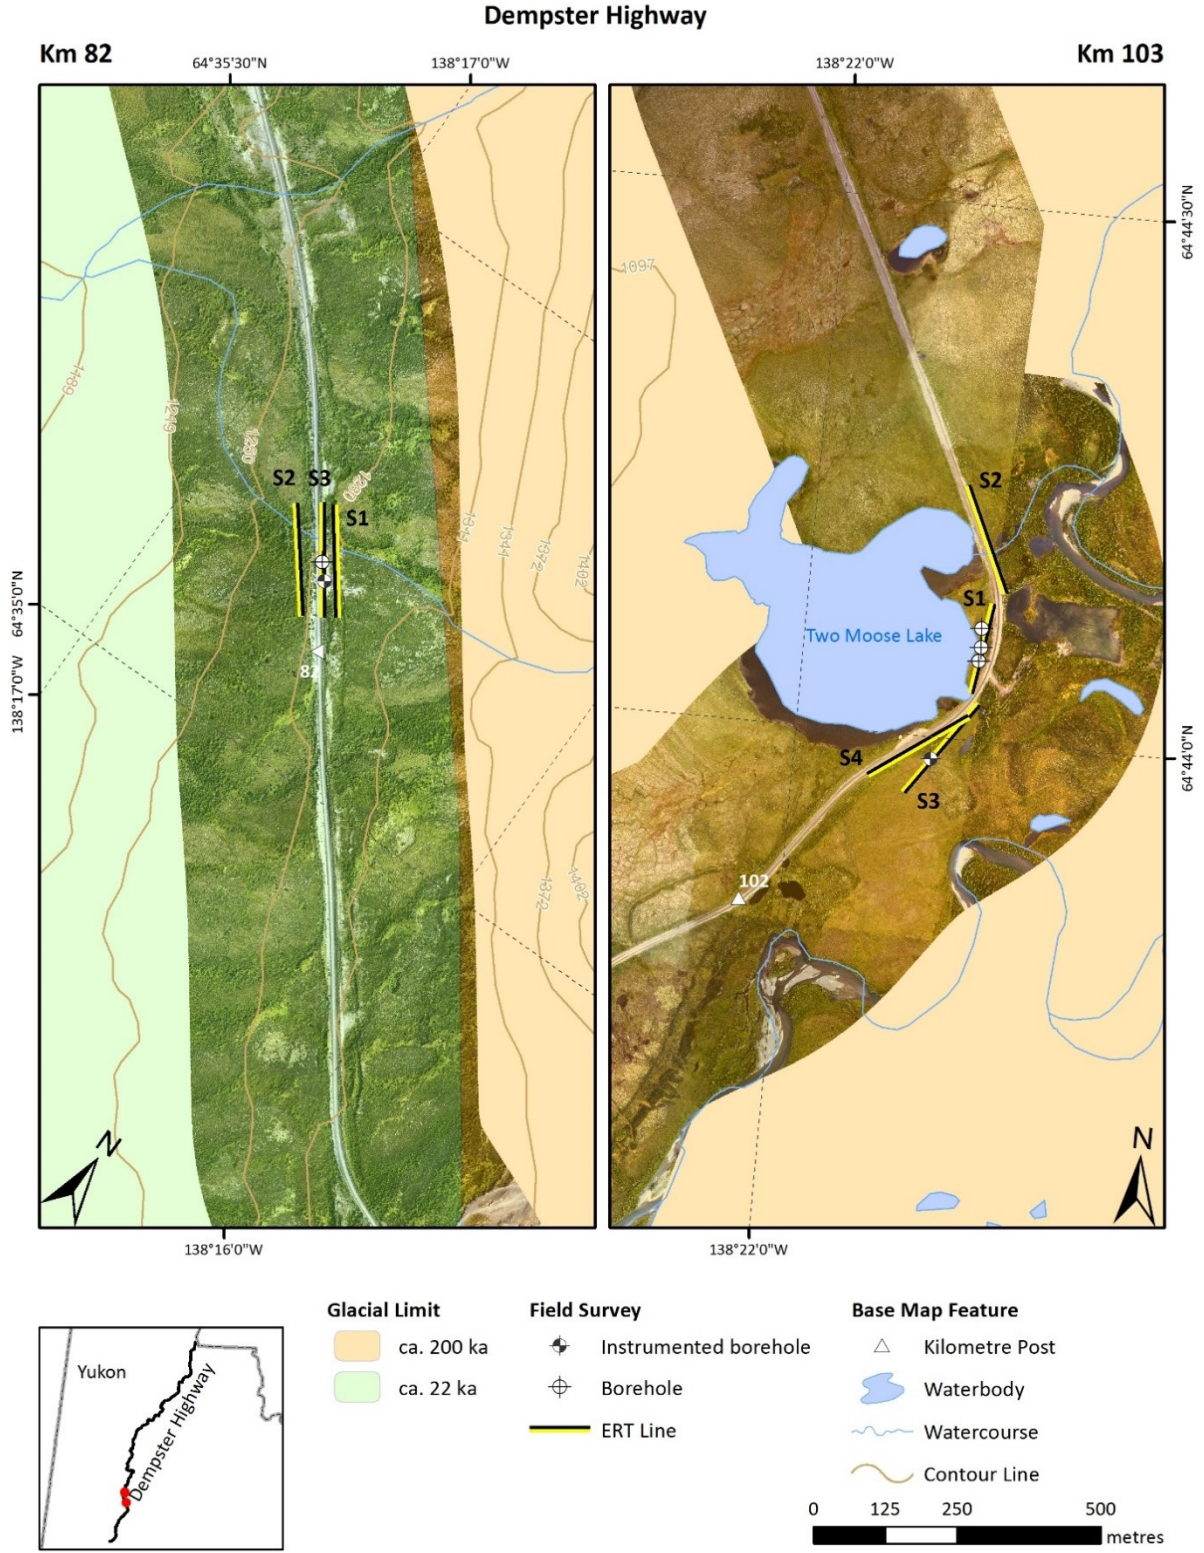 Dempster Highway
Km 82
Km 103
64°35'30"N
138°17'0"W
138°22'0"W
64°44'30"N
1097
1189
1249
S2
S3
S1
1341
1372
1402
S2
S1
Two Moose Lake
64°35'0"N
138°17'0"W
82
S4
S3
64°44'0"N
102
1372
1402
N
N
138°16'0"W
138°22'0"W
Yukon
Dempster Highway
Glacial Limit
ca. 200 ka
ca. 22 ka
Field Survey
Instrumented borehole
Borehole
ERT Line
Base Map Feature
Kilometre Post
Waterbody
Watercourse
Contour Line
0 125 250 500
metres